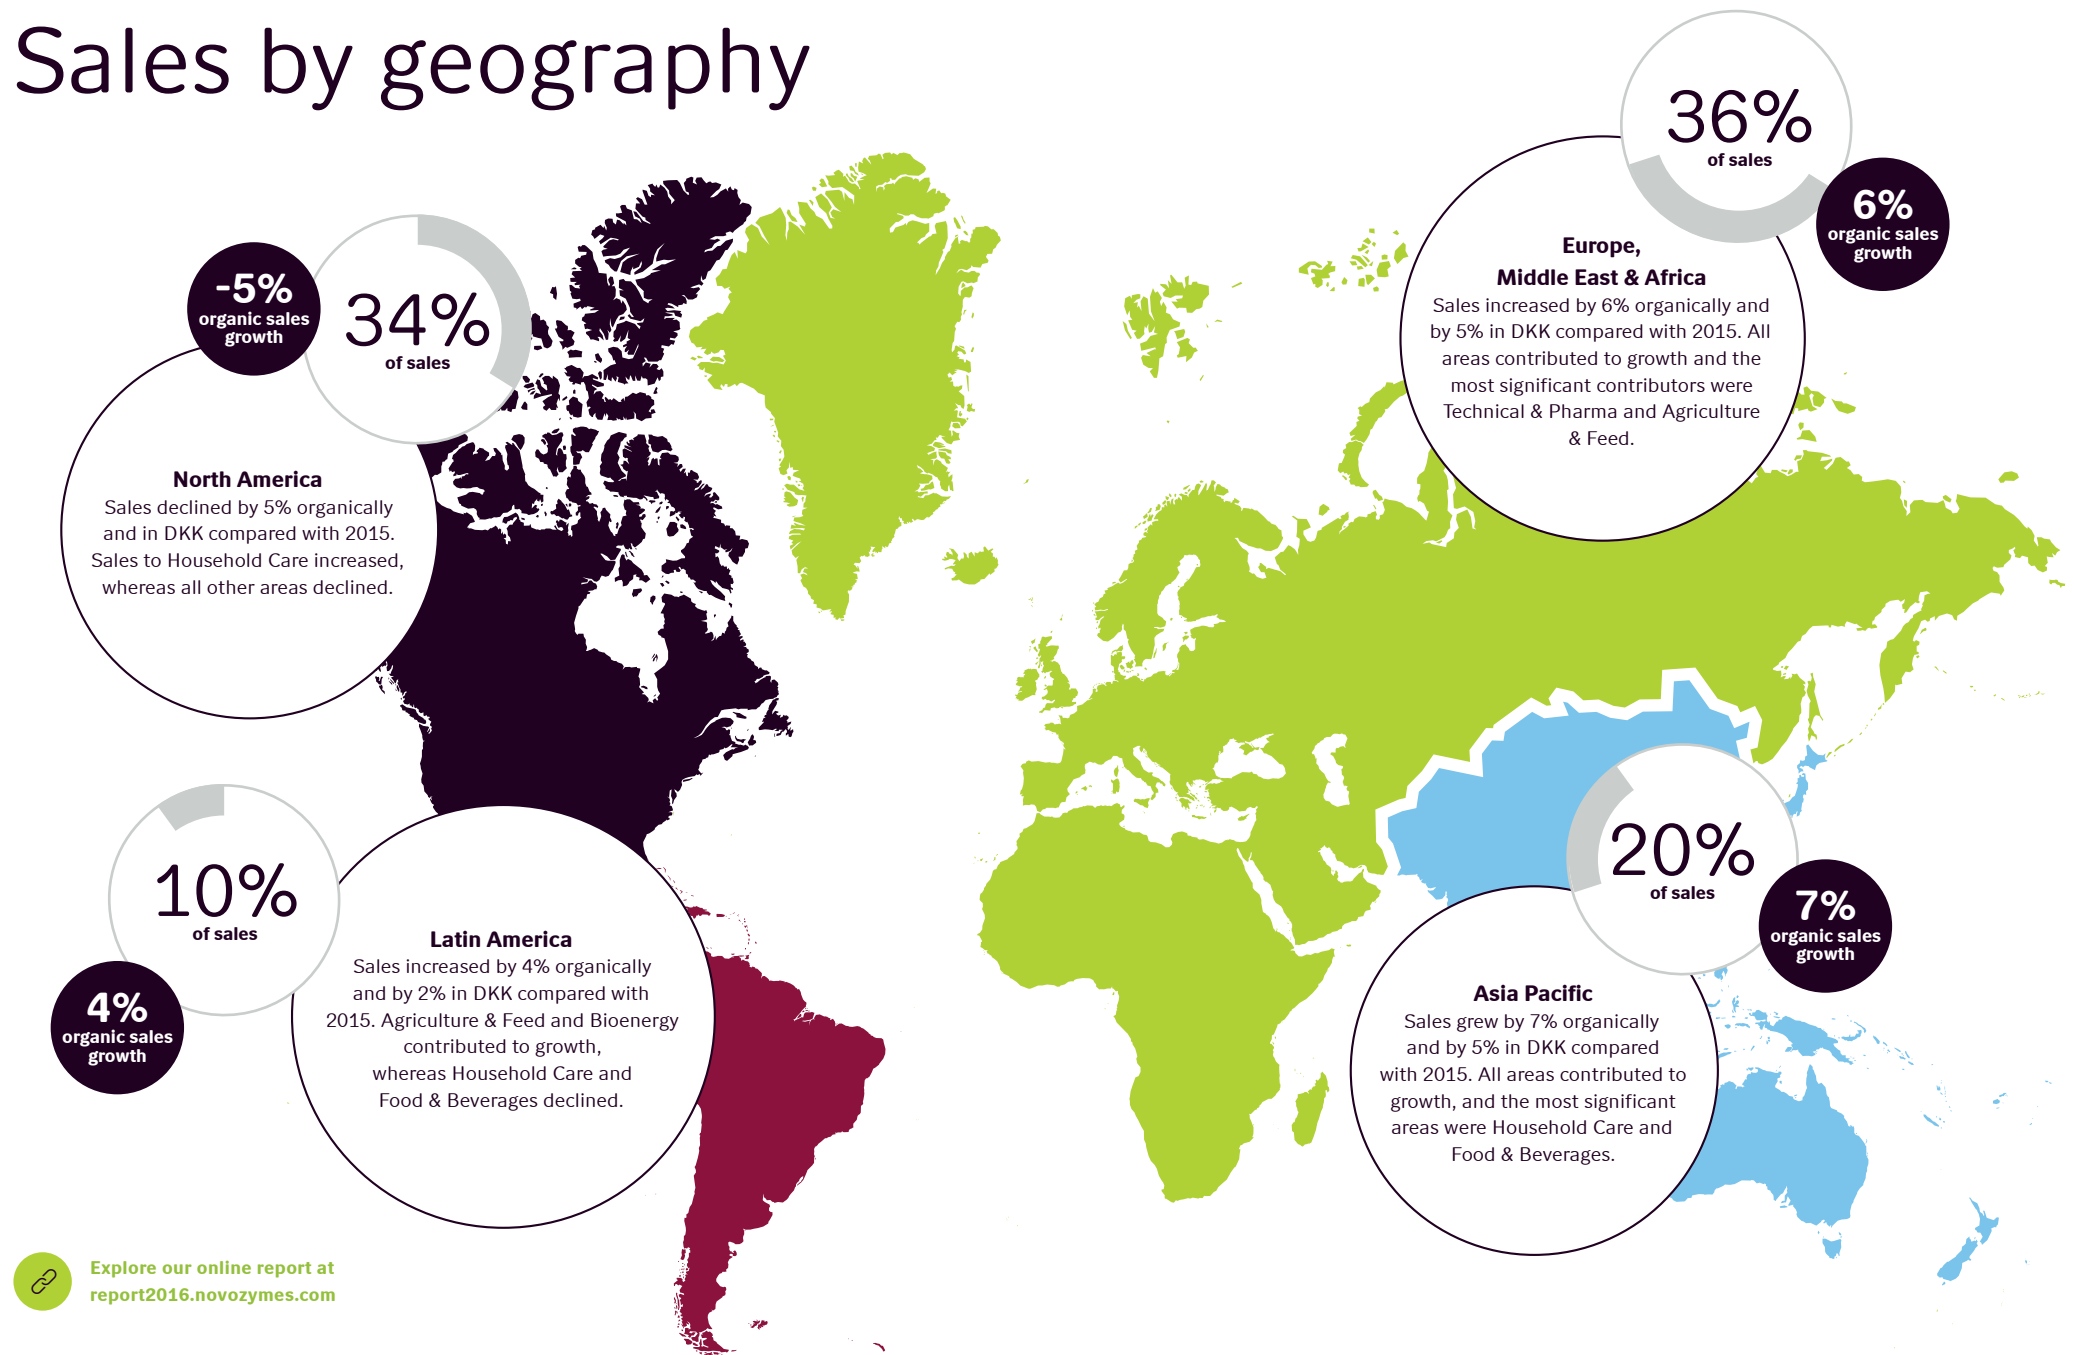 Sales by geography
36%
of sales
6%
organic sales
growth
Europe,
Middle East & Africa
Sales increased by 6% organically and
by 5% in DKK compared with 2015. All
areas contributed to growth and the
most significant contributors were
Technical & Pharma and Agriculture
& Feed.
-5%
organic sales
growth
34%
of sales
North America
Sales declined by 5% organically
and in DKK compared with 2015.
Sales to Household Care increased,
whereas all other areas declined.
10%
of sales
4%
organic sales
growth
Latin America
Sales increased by 4% organically
and by 2% in DKK compared with
2015. Agriculture & Feed and Bioenergy
contributed to growth,
whereas Household Care and
Food & Beverages declined.
20%
of sales
7%
organic sales
growth
Asia Pacific
Sales grew by 7% organically
and by 5% in DKK compared
with 2015. All areas contributed to
growth, and the most significant
areas were Household Care and
Food & Beverages.
Explore our online report at
report2016.novozymes.com